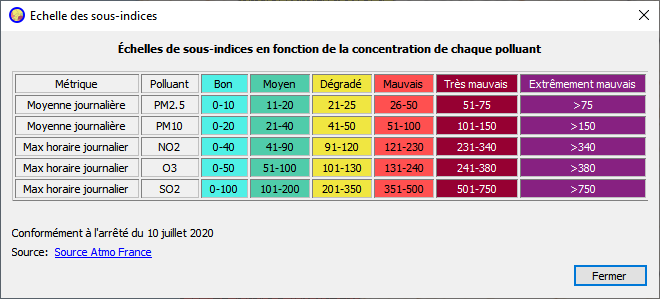 Echelle des sous-indices
Échelles de sous-indices en fonction de la concentration de chaque polluant
Métrique Polluant Bon Moyen Dégradé Mauvais Très mauvais Extrêmement mauvais
Moyenne journalière PM2.5 0-10 11-20 21-25 26-50 51-75 >75
Moyenne journalière PM10 0-20 21-40 41-50 51-100 101-150 >150
Max horaire journalier NO2 0-40 41-90 91-120 121-230 231-340 >340
Max horaire journalier O3 0-50 51-100 101-130 131-240 241-380 >380
Max horaire journalier SO2 0-100 101-200 201-350 351-500 501-750 >750
Conformément à l'arrêté du 10 juillet 2020
Source: Source Atmo France
Fermer